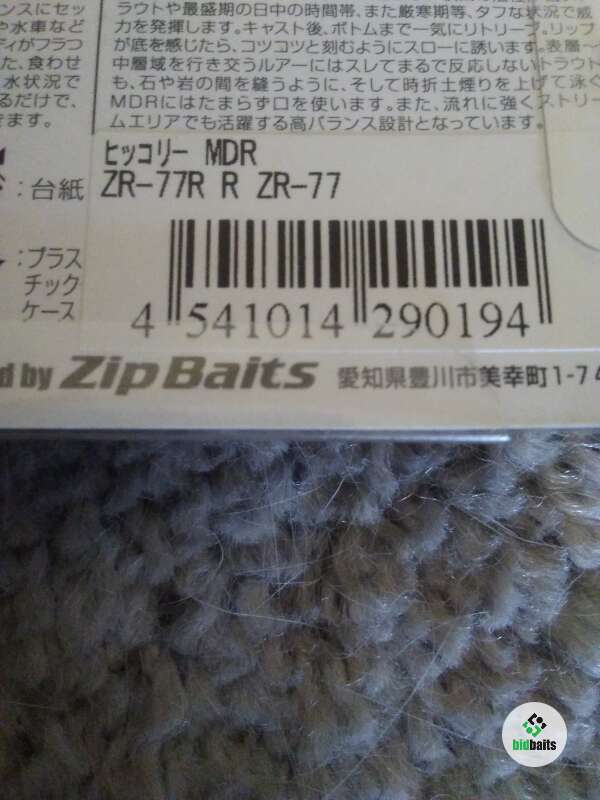 ンスにセッ
や水車など
ディがフラつ
た、食わせ
水状況で
るだけで、
きます。
ラウトや最盛期の日中の時間帯、また厳寒期等、タフな状況で威
力を発揮します。キャスト後、ボトムまで一気にリトリーブ。リップ
が底を感じたら、コツコツと刻むようにスローに誘います。表層〜
中層域を行き交うルアーにはスレてまるで反応しないトラウト
も、石や岩の間を縫うように、そして時折土煙りを上げて泳ぐ
MDRにはたまらず口を使います。また、流れに強くストリー
ムエリアでも活躍する高バランス設計となっています。
ヒッコリー MDR
ZR-77R R ZR-77
:台紙
:プラス
チック
ケース
4 541014 290194
d by ZipBaits 愛知県豊川市美幸町1-74
bidbaits